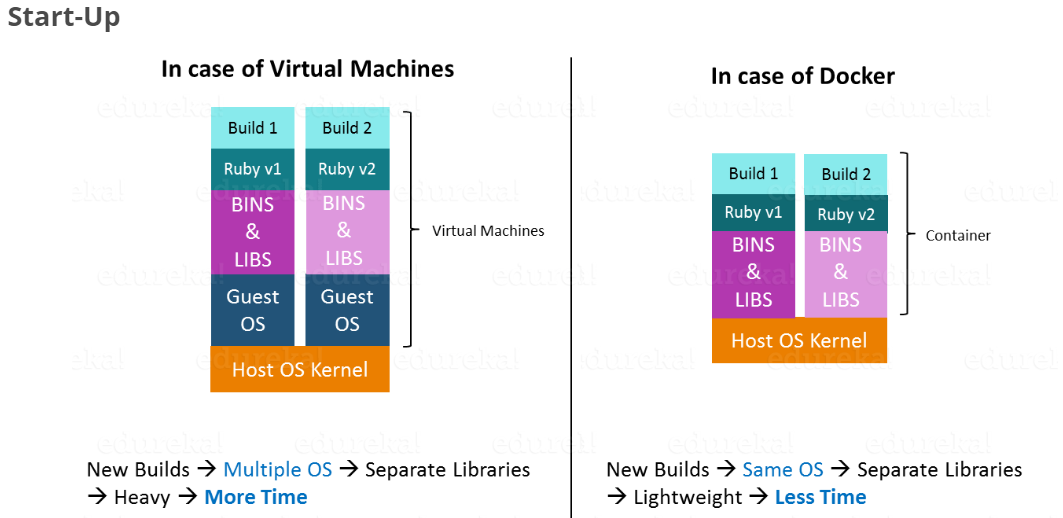 Start-Up
In case of Virtual Machines
Build 1
Build 2
Ruby v1
Ruby v2
BINS
&
LIBS
BINS
&
LIBS
Guest
OS
Guest
OS
Host OS Kernel
Virtual Machines
New Builds → Multiple OS → Separate Libraries
→ Heavy → More Time
In case of Docker
Build 1
Build 2
Ruby v1
Ruby v2
BINS
&
LIBS
BINS
&
LIBS
Host OS Kernel
Container
New Builds → Same OS → Separate Libraries
→ Lightweight → Less Time
edureka!